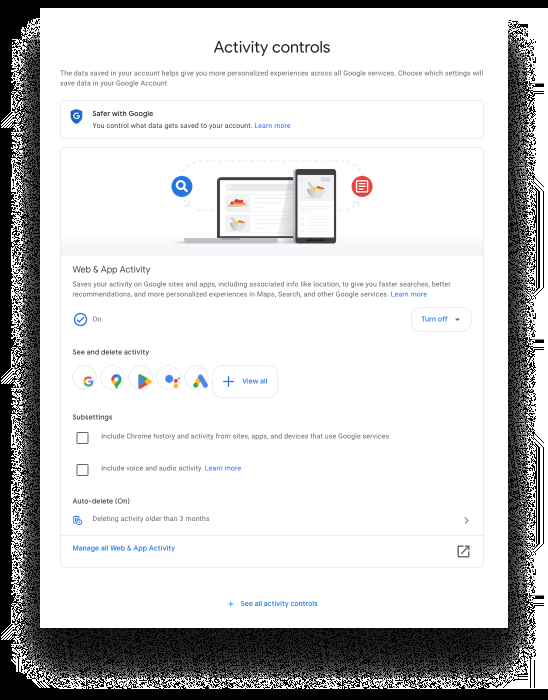 Activity controls
The data saved in your account helps give you more personalized experiences across all Google services. Choose which settings will
save data in your Google Account.
Safer with Google
You control what data gets saved to your account. Learn more
Web & App Activity
Saves your activity on Google sites and apps, including associated info like location, to give you faster searches, better
recommendations, and more personalized experiences in Maps, Search, and other Google services. Learn more
On
Turn off
See and delete activity
View all
Subsettings
Include Chrome history and activity from sites, apps, and devices that use Google services
Include voice and audio activity. Learn more
Auto-delete (On)
Deleting activity older than 3 months
Manage all Web & App Activity
+ See all activity controls